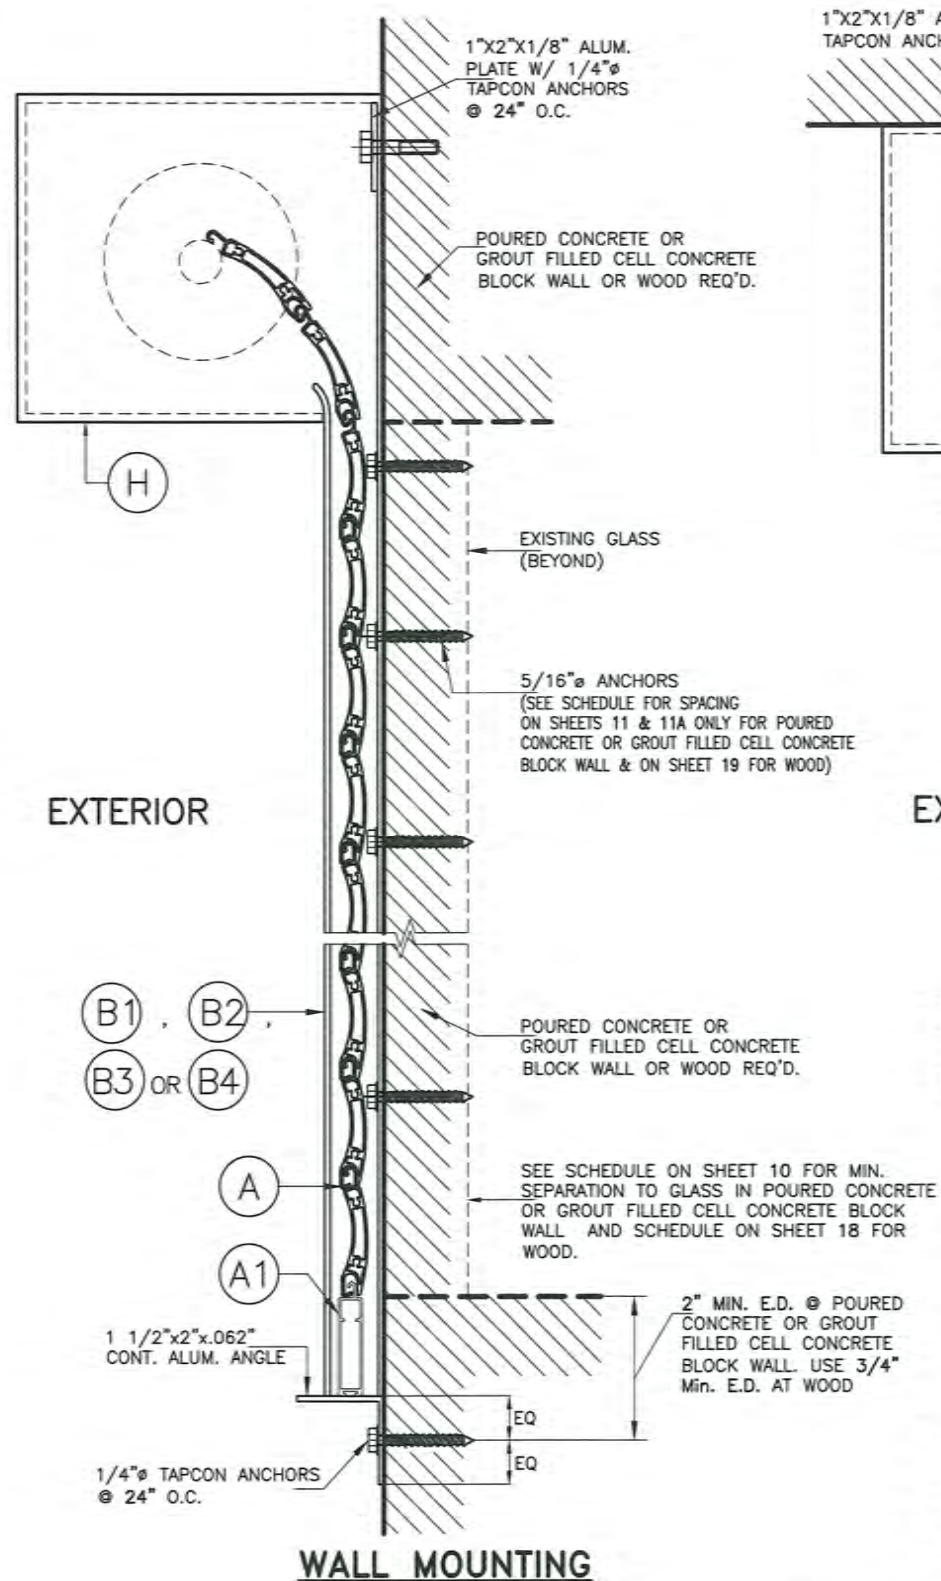 1"X2"X1/8" ALUM.
PLATE W/ 1/4"ø
TAPCON ANCHORS
@ 24" O.C.
1"X2"X1/8"
POURED CONCRETE OR
GROUT FILLED CELL CONCRETE
BLOCK WALL OR WOOD REQ'D.
H
EXISTING GLASS
(BEYOND)
5/16"ø ANCHORS
(SEE SCHEDULE FOR SPACING
ON SHEETS 11 & 11A ONLY FOR POURED
CONCRETE OR GROUT FILLED CELL CONCRETE
BLOCK WALL & ON SHEET 19 FOR WOOD)
EXTERIOR
B1 , B2 ,
B3 OR B4
POURED CONCRETE OR
GROUT FILLED CELL CONCRETE
BLOCK WALL OR WOOD REQ'D.
A
SEE SCHEDULE ON SHEET 10 FOR MIN.
SEPARATION TO GLASS IN POURED CONCRETE
OR GROUT FILLED CELL CONCRETE BLOCK
WALL AND SCHEDULE ON SHEET 18 FOR
WOOD.
A1
1 1/2"x2"x.062"
CONT. ALUM. ANGLE
2" MIN. E.D. @ POURED
CONCRETE OR GROUT
FILLED CELL CONCRETE
BLOCK WALL. USE 3/4"
Min. E.D. AT WOOD
EQ
EQ
1/4"ø TAPCON ANCHORS
@ 24" O.C.
WALL MOUNTING